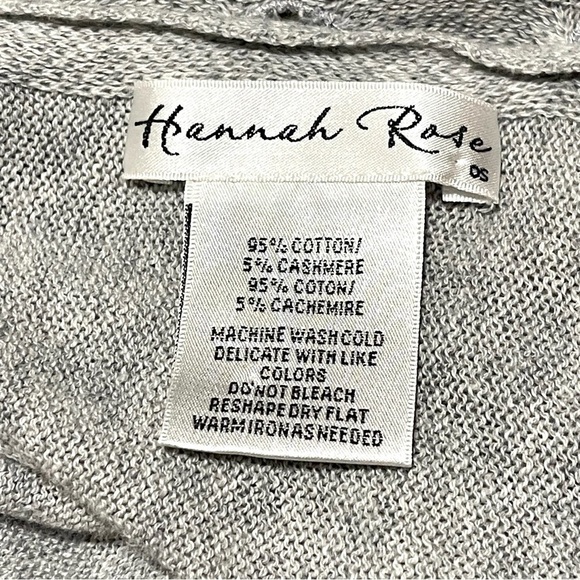 Hannah Rose
OS
95% COTTON/
5% CASHMERE
95% COTON/
5% CACHEMIRE
MACHINE WASH COLD
DELICATE WITH LIKE
COLORS
DO NOT BLEACH
RESHAPE DRY FLAT
WARM IRON AS NEEDED